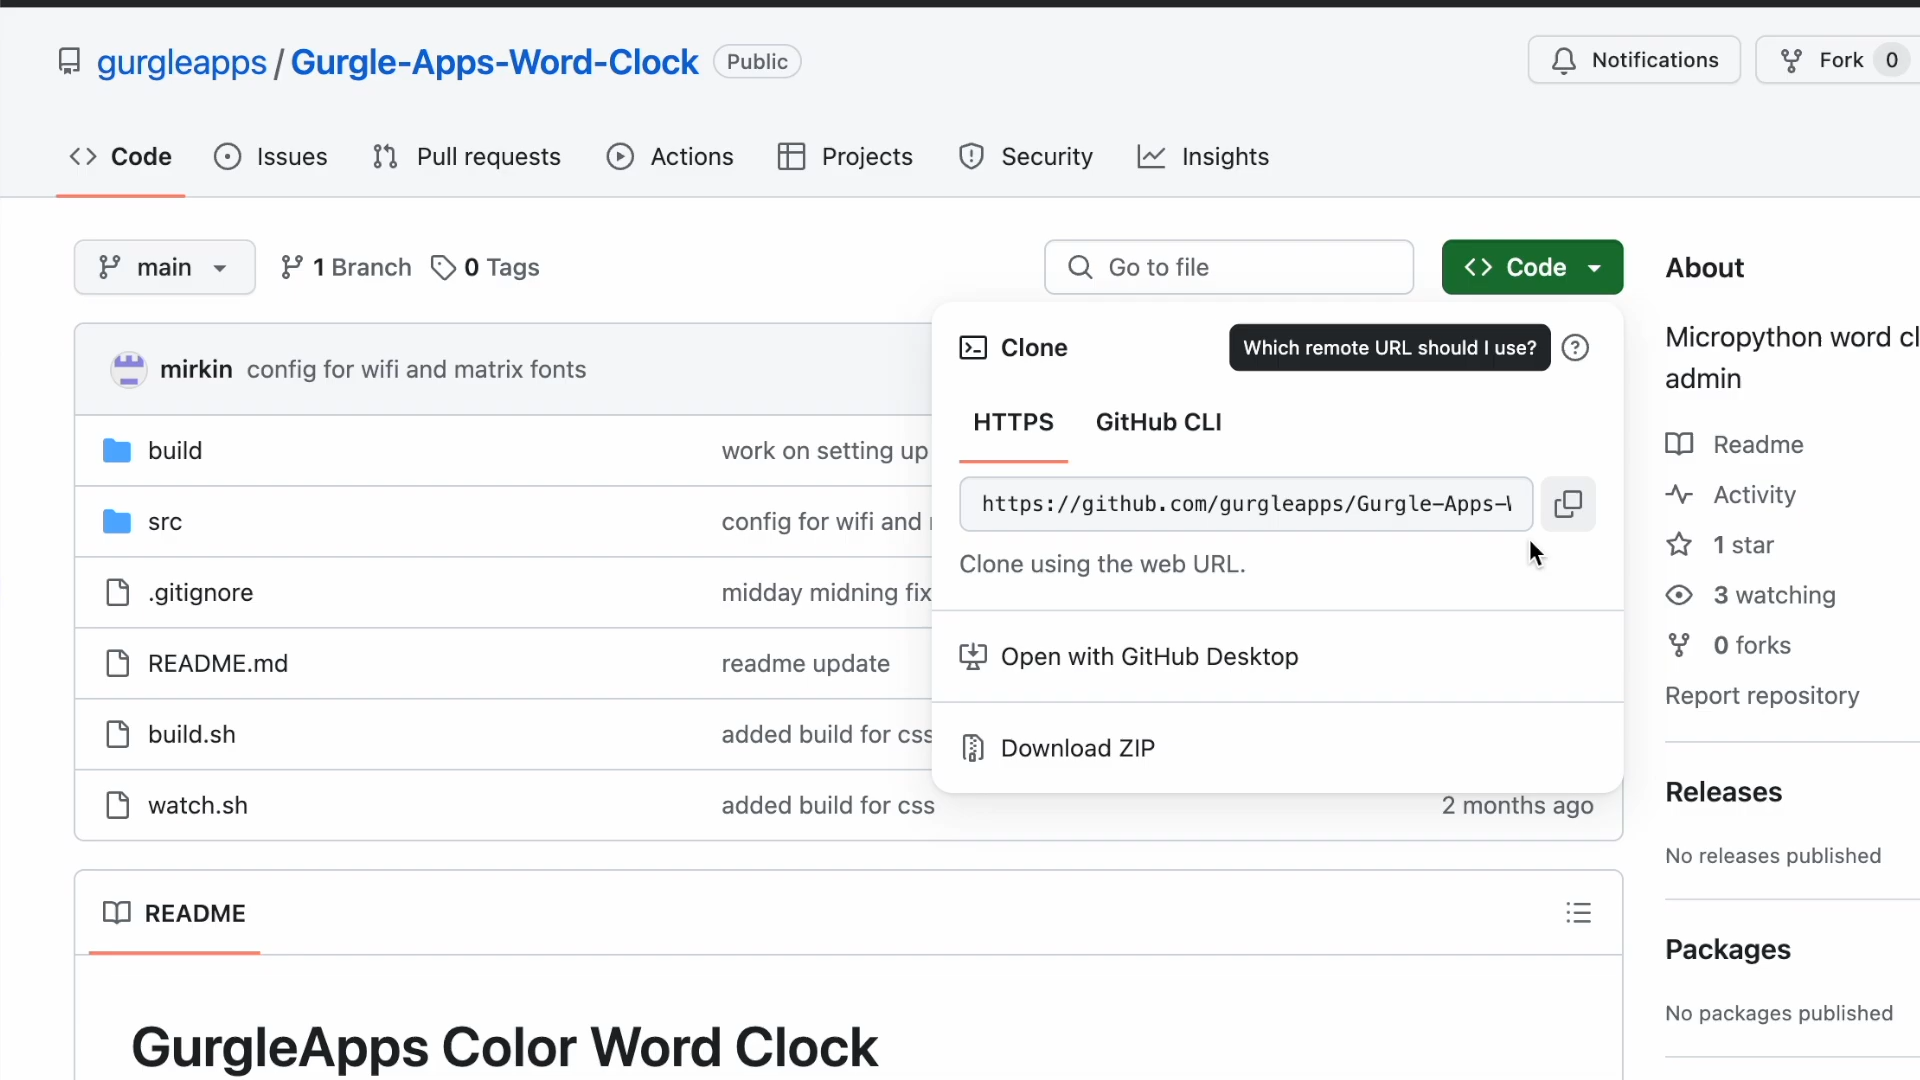 gurgleapps / Gurgle-Apps-Word-Clock Public
Notifications
Fork 0
Code Issues Pull requests Actions Projects Security Insights
main 1 Branch 0 Tags
Go to file
Code
mirkin config for wifi and matrix fonts
build work on setting up
src config for wifi and
.gitignore midday midning fix
README.md readme update
build.sh added build for css
watch.sh added build for css 2 months ago
Clone
Which remote URL should I use?
HTTPS GitHub CLI
https://github.com/gurgleapps/Gurgle-Apps-
Clone using the web URL.
Open with GitHub Desktop
Download ZIP
README
GurgleApps Color Word Clock
About
Micropython word cl
admin
Readme
Activity
1 star
3 watching
0 forks
Report repository
Releases
No releases published
Packages
No packages published